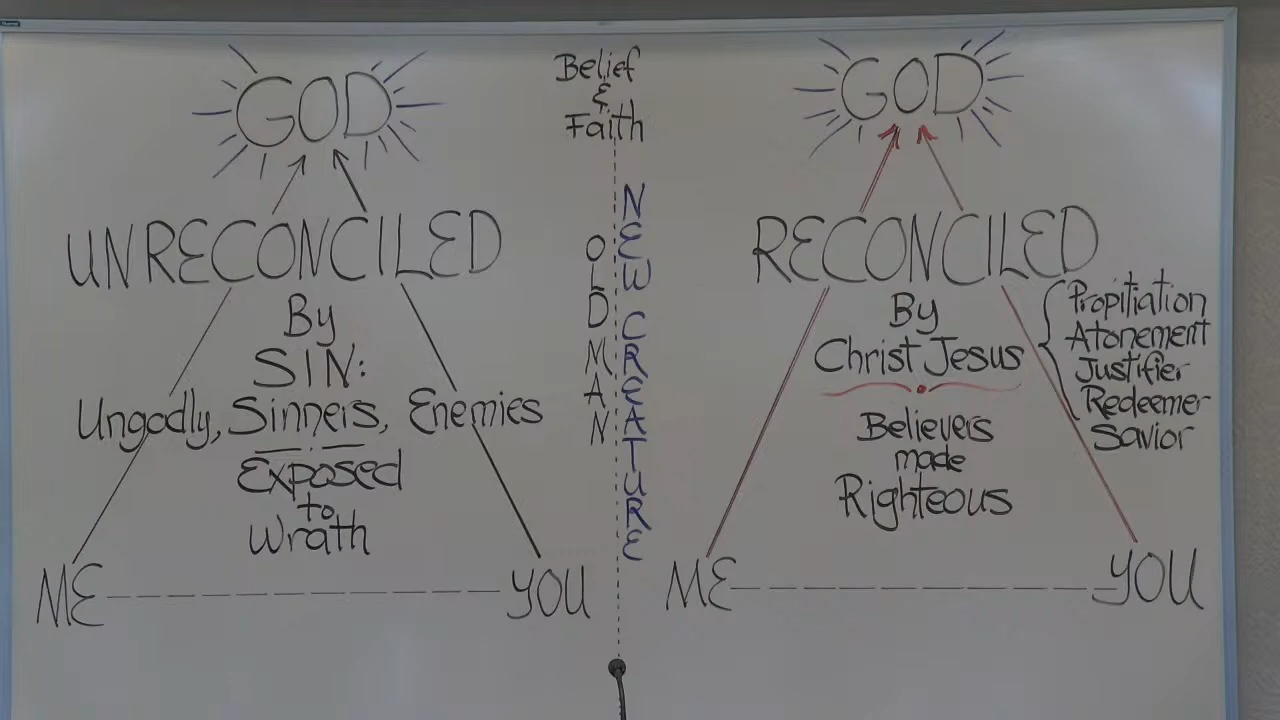 GOD
UNRECONCILED
By
SIN:
Ungodly, Sinners, Enemies
Exposed
to
Wrath
ME
YOU
Belief
&
Faith
OLD MAN
NEW CREATURE
GOD
RECONCILED
By
Christ Jesus
Propitiation
Atonement
Justifier
Redeemer
Savior
Believers
made
Righteous
ME
YOU